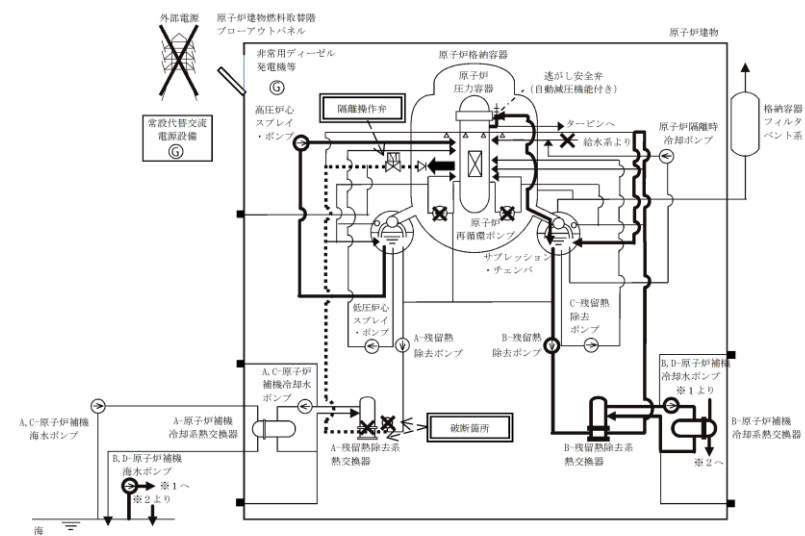 外部電源
原子炉建物燃料取替階
ブローアウトパネル
原子炉建物
非常用ディーゼル
発電機等
G
原子炉格納容器
原子炉
圧力容器
逃がし安全弁
(自動減圧機能付き)
隔離操作弁
高圧炉心
スプレイ
・ポンプ
常設代替交流
電源設備
G
タービンへ
給水系より
原子炉隔離時
冷却ポンプ
格納容器
フィルタ
ベント系
原子炉
再循環ポンプ
サプレッション
・チェンバ
低圧炉心
スプレイ
・ポンプ
A-残留熱
除去ポンプ
B-残留熱
除去ポンプ
C-残留熱
除去
ポンプ
A,C-原子炉
補機冷却水
ポンプ
B,D-原子炉補機
冷却水ポンプ
※1より
A,C-原子炉補機
海水ポンプ
A-原子炉補機
冷却系熱交換器
破断箇所
A-残留熱除去系
熱交換器
B-残留熱除去系
熱交換器
B-原子炉補機
冷却系熱交換器
※2へ
B,D-原子炉補機
海水ポンプ
※1へ
※2より
海